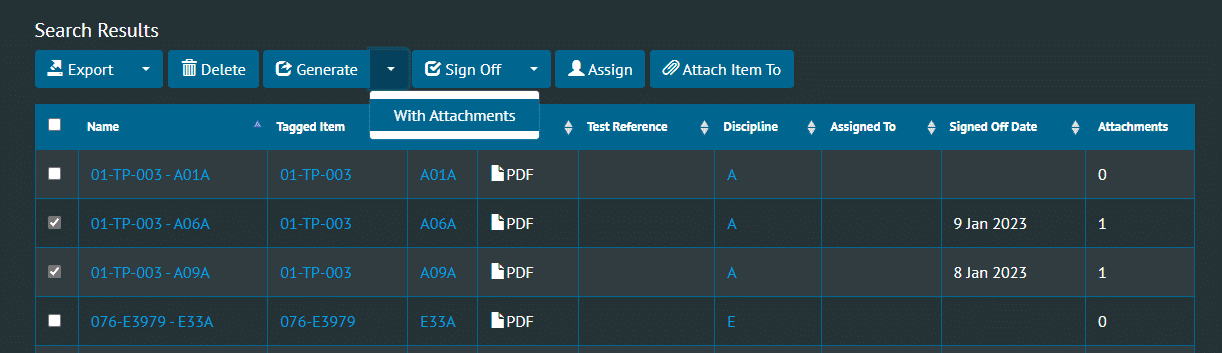 Search Results
Export Delete Generate Sign Off Assign Attach Item To
With Attachments
Name Tagged Item Test Reference Discipline Assigned To Signed Off Date Attachments
01-TP-003 - A01A 01-TP-003 A01A PDF A 0
01-TP-003 - A06A 01-TP-003 A06A PDF A 9 Jan 2023 1
01-TP-003 - A09A 01-TP-003 A09A PDF A 8 Jan 2023 1
076-E3979 - E33A 076-E3979 E33A PDF E 0